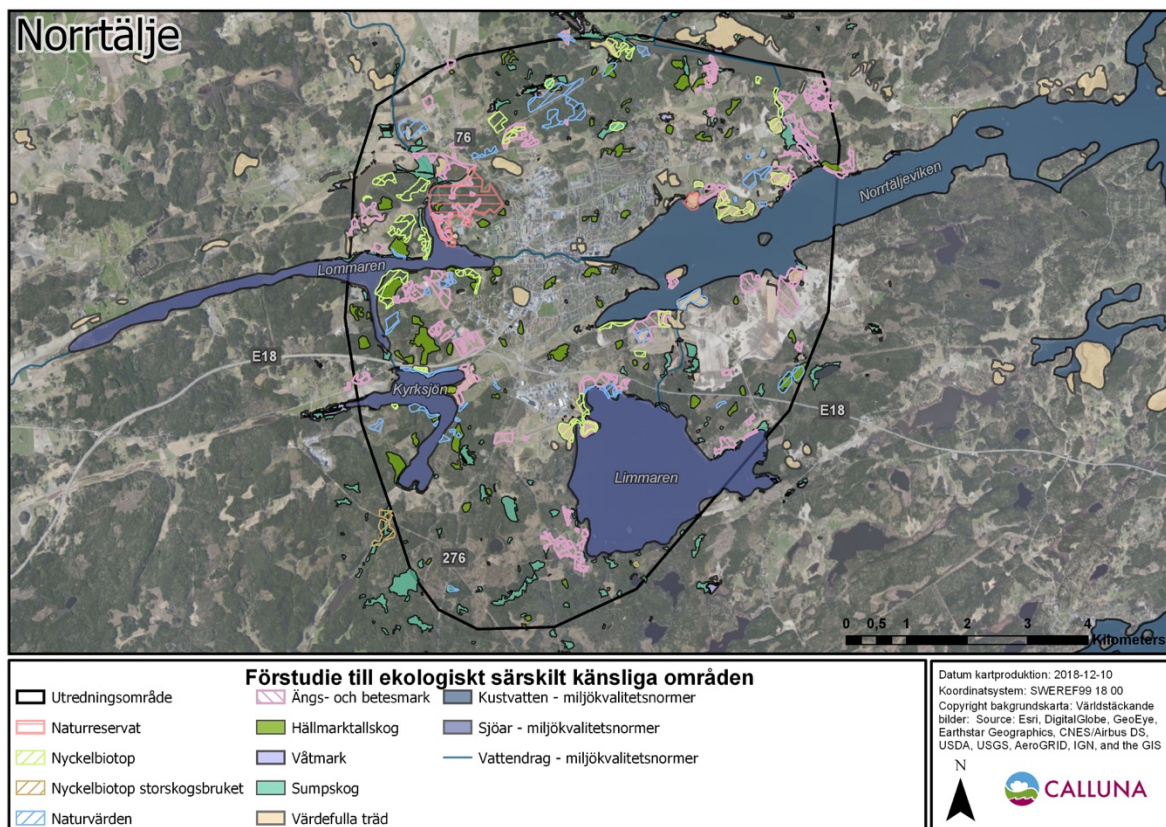 Norrtälje
76
Norrtäljeviken
Lommaren
E18
Kyrksjön
E18
Limmaren
276
0 0,5 1 2 3 4
Kilometers
Förstudie till ekologiskt särskilt känsliga områden
Utredningsområde
Naturreservat
Nyckelbiotop
Nyckelbiotop storskogsbruket
Naturvärden
Ängs- och betesmark
Hällmarktallskog
Våtmark
Sumpskog
Värdefulla träd
Kustvatten - miljökvalitetsnormer
Sjöar - miljökvalitetsnormer
Vattendrag - miljökvalitetsnormer
Datum kartproduktion: 2018-12-10
Koordinatsystem: SWEREF99 18 00
Copyright bakgrundskarta: Världstäckande
bilder: Source: Esri, DigitalGlobe, GeoEye,
Earthstar Geographics, CNES/Airbus DS,
USDA, USGS, AeroGRID, IGN, and the GIS
N
CALLUNA